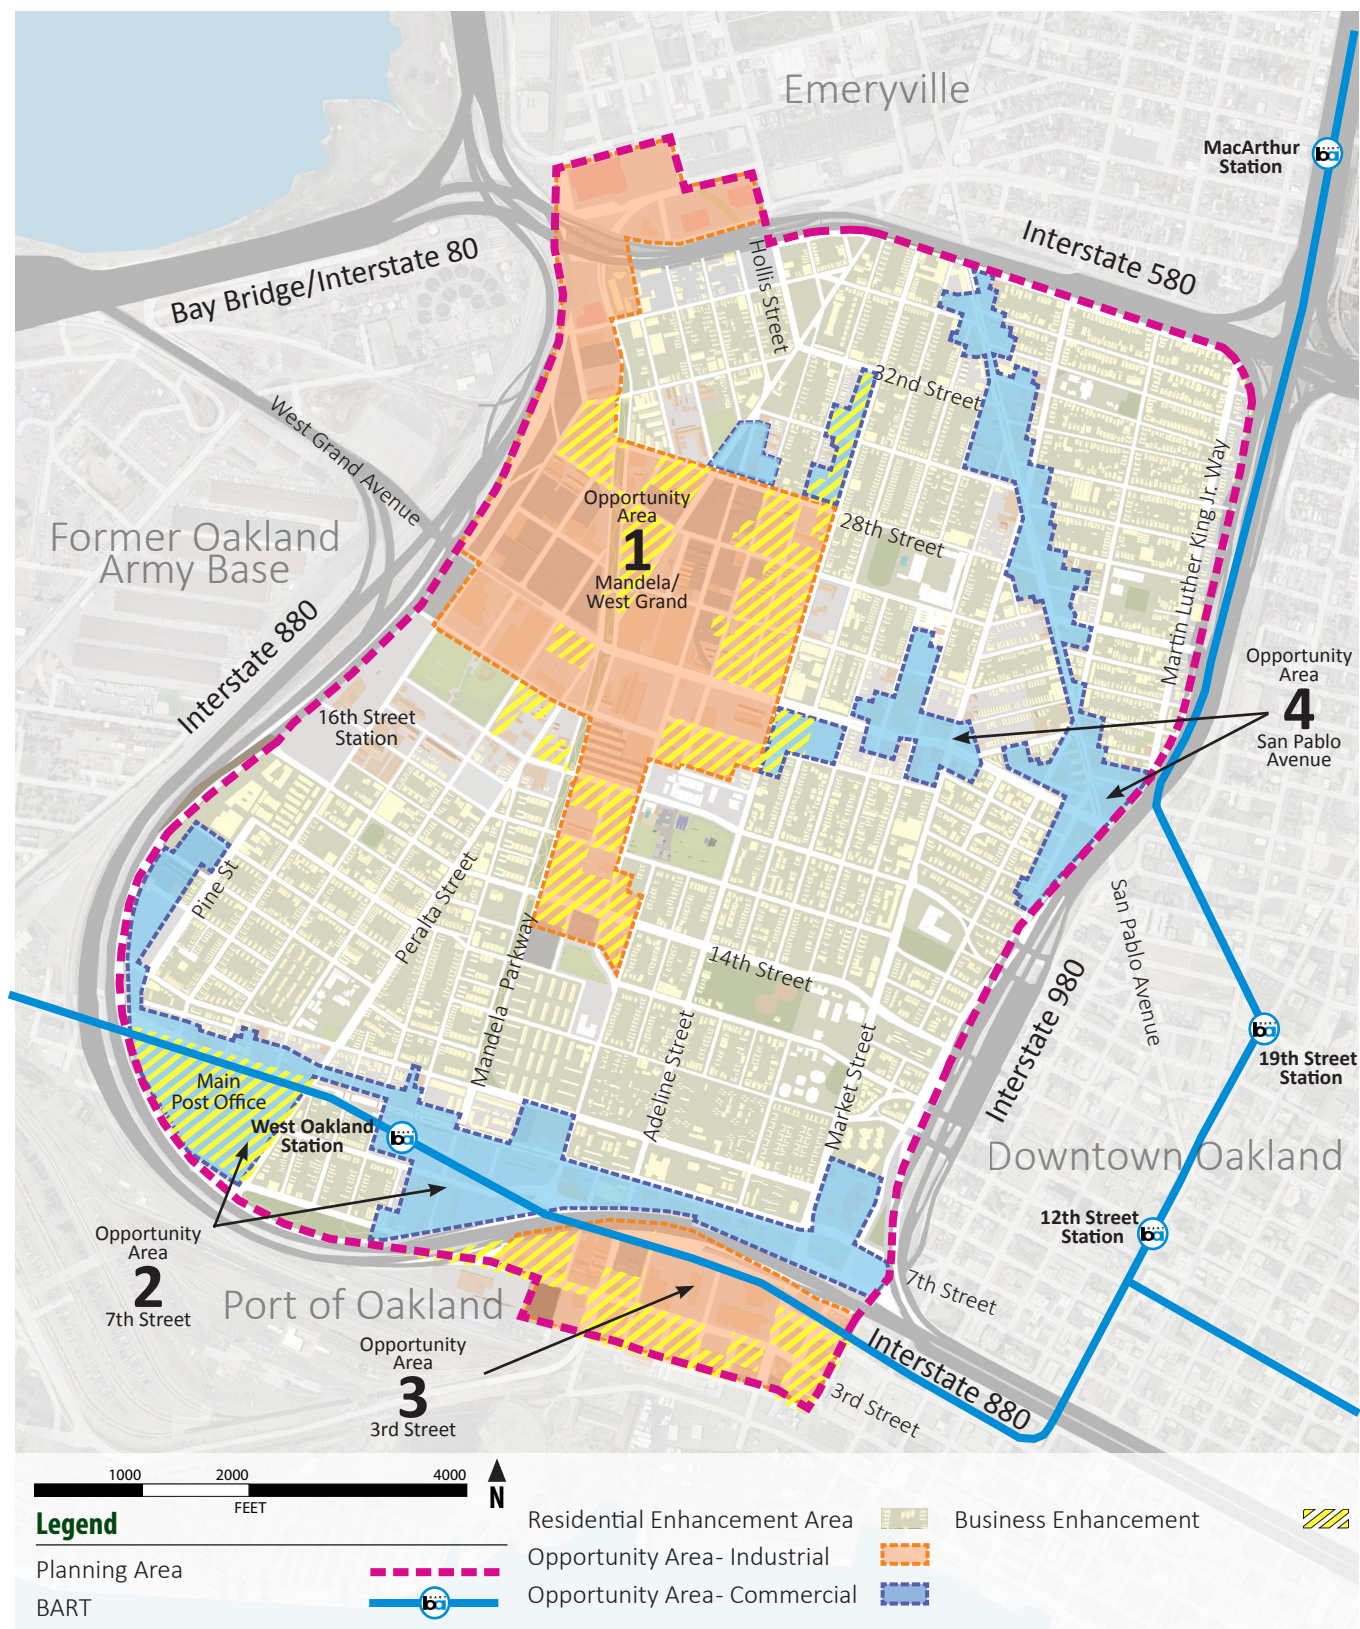 Emeryville
MacArthur
Station
Interstate 580
Bay Bridge/Interstate 80
Hollis Street
32nd Street
West Grand Avenue
Martin Luther King Jr. Way
Opportunity
Area
1
Mandela/
West Grand
28th Street
Former Oakland
Army Base
Interstate 880
Opportunity
Area
4
San Pablo
Avenue
16th Street
Station
Pine St
Peralta Street
Mandela Parkway
14th Street
San Pablo Avenue
Interstate 980
Adeline Street
Market Street
19th Street
Station
Main
Post Office
West Oakland
Station
Downtown Oakland
12th Street
Station
Opportunity
Area
2
7th Street
7th Street
Port of Oakland
Opportunity
Area
3
3rd Street
Interstate 880
3rd Street
1000 2000 4000
FEET
N
Legend
Planning Area
BART
ba
Residential Enhancement Area
Opportunity Area- Industrial
Opportunity Area- Commercial
Business Enhancement